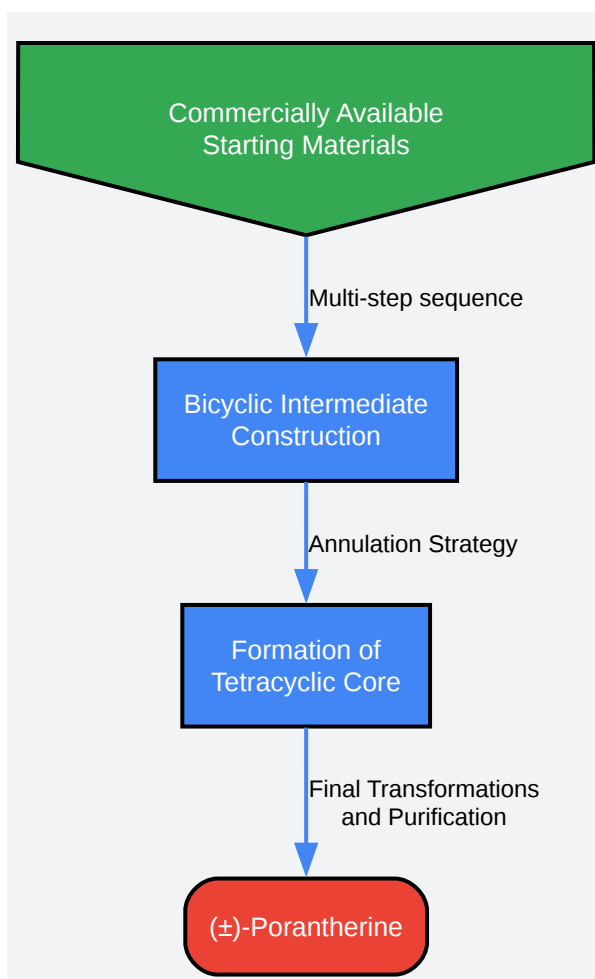 Commercially Available
Starting Materials
Multi-step sequence
Bicyclic Intermediate
Construction
Annulation Strategy
Formation of
Tetracyclic Core
Final Transformations
and Purification
(±)-Porantherine